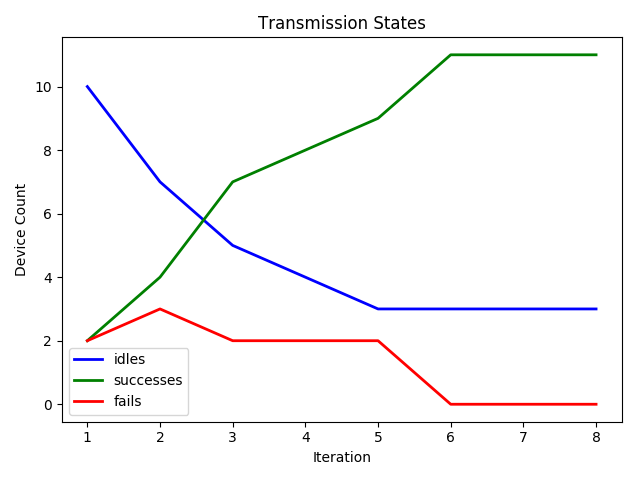 Transmission States
Device Count
10
8
6
4
2
0
idles
successes
fails
1 2 3 4 5 6 7 8
Iteration